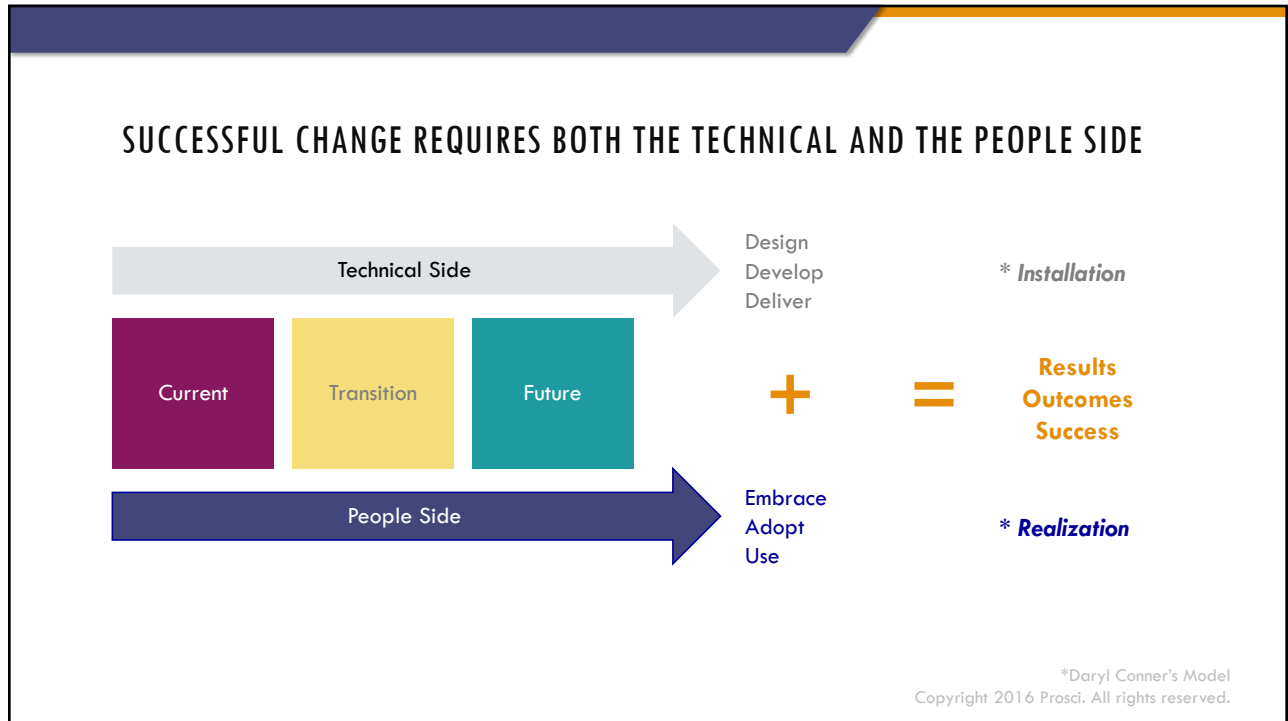 SUCCESSFUL CHANGE REQUIRES BOTH THE TECHNICAL AND THE PEOPLE SIDE
Technical Side
Design
Develop
Deliver
* Installation
Current
Transition
Future
+
=
Results
Outcomes
Success
People Side
Embrace
Adopt
Use
* Realization
*Daryl Conner’s Model
Copyright 2016 Prosci. All rights reserved.